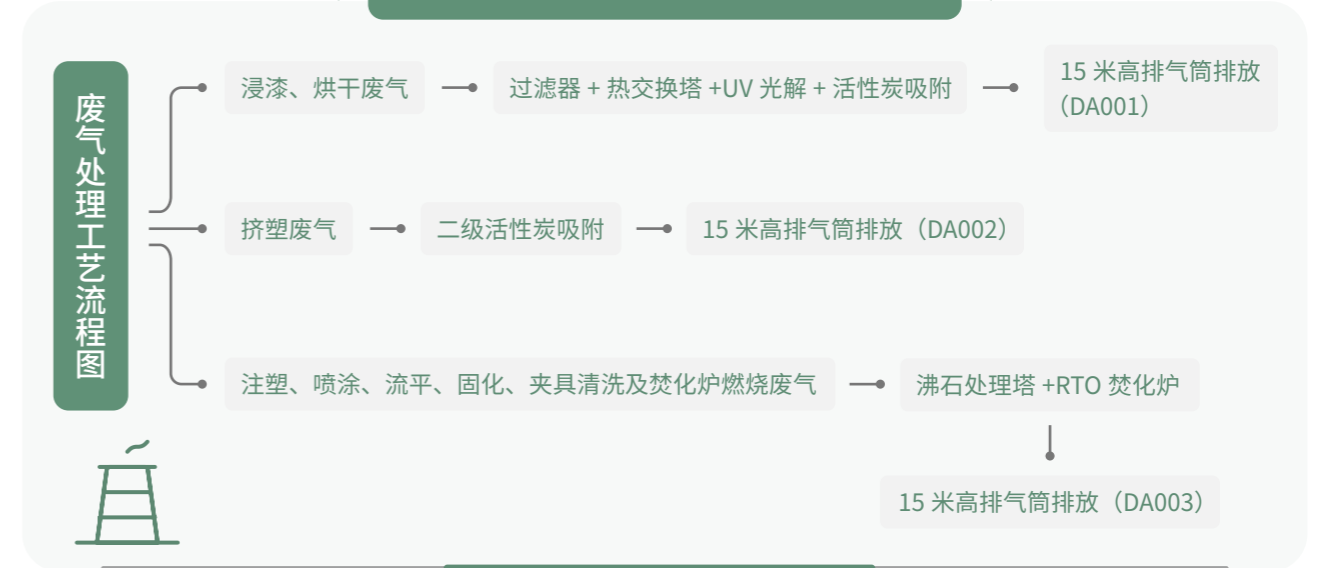 废气处理工艺流程图
浸漆、烘干废气
过滤器 + 热交换塔 +UV 光解 + 活性炭吸附
15 米高排气筒排放
（DA001）
挤塑废气
二级活性炭吸附
15 米高排气筒排放（DA002）
注塑、喷涂、流平、固化、夹具清洗及焚化炉燃烧废气
沸石处理塔 +RTO 焚化炉
15 米高排气筒排放（DA003）